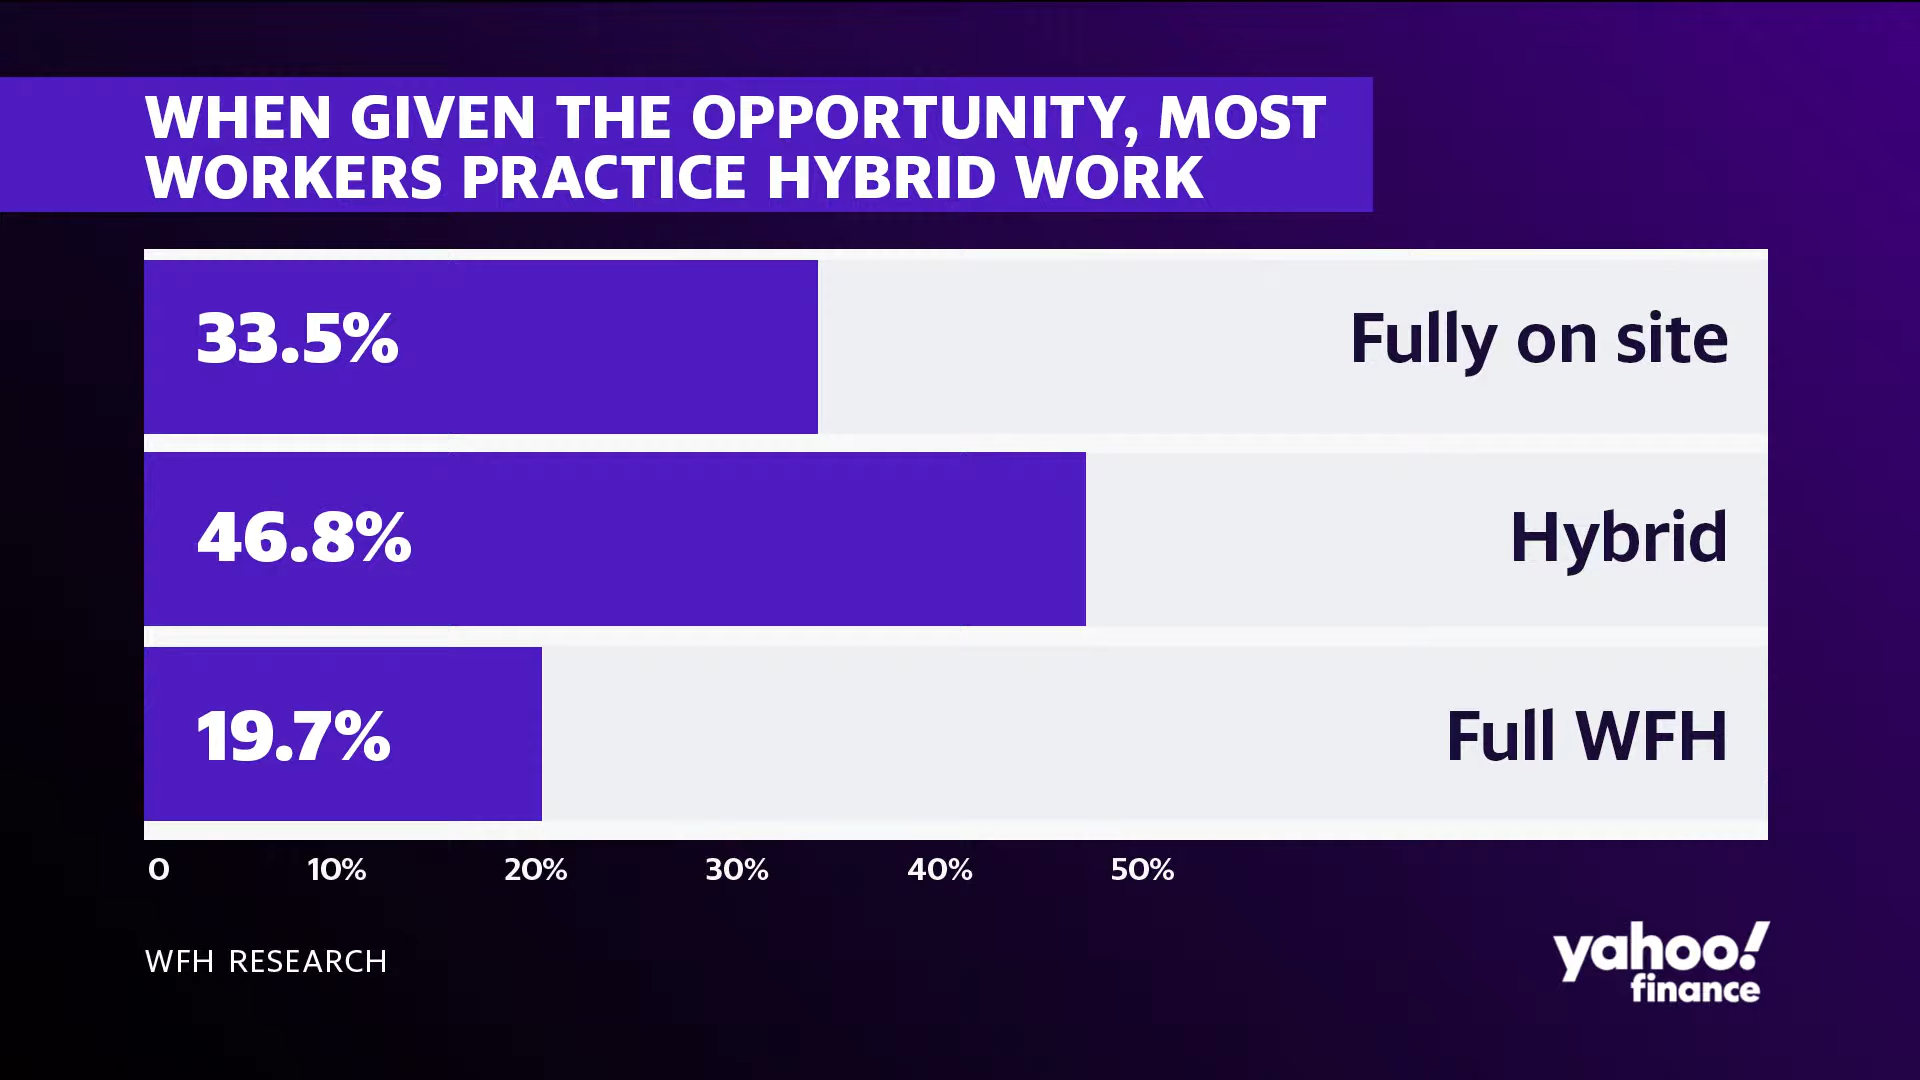 WHEN GIVEN THE OPPORTUNITY, MOST
WORKERS PRACTICE HYBRID WORK
33.5% Fully on site
46.8% Hybrid
19.7% Full WFH
0 10% 20% 30% 40% 50%
WFH RESEARCH
yahoo!
finance